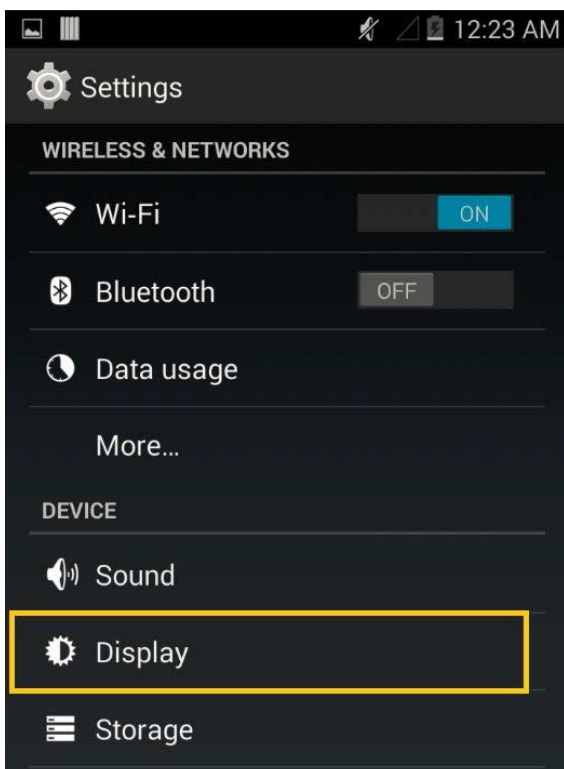 12:23 AM
Settings
WIRELESS & NETWORKS
Wi-Fi ON
Bluetooth OFF
Data usage
More...
DEVICE
Sound
Display
Storage